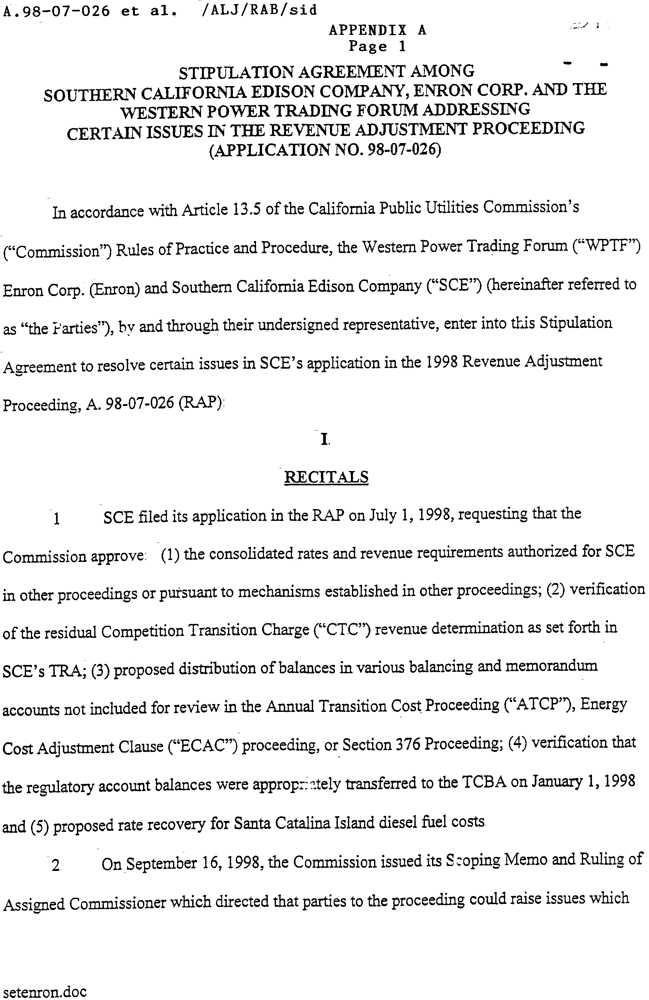 A.98-07-026 et al. /ALJ/RAB/sid
APPENDIX A
Page 1
STIPULATION AGREEMENT AMONG
SOUTHERN CALIFORNIA EDISON COMPANY, ENRON CORP. AND THE
WESTERN POWER TRADING FORUM ADDRESSING
CERTAIN ISSUES IN THE REVENUE ADJUSTMENT PROCEEDING
(APPLICATION NO. 98-07-026)
In accordance with Article 13.5 of the California Public Utilities Commission's
("Commission") Rules of Practice and Procedure, the Western Power Trading Forum ("WPTF")
Enron Corp. (Enron) and Southern California Edison Company ("SCE") (hereinafter referred to
as "the Parties"), by and through their undersigned representative, enter into this Stipulation
Agreement to resolve certain issues in SCE's application in the 1998 Revenue Adjustment
Proceeding, A. 98-07-026 (RAP):
I.
RECITALS
1 SCE filed its application in the RAP on July 1, 1998, requesting that the
Commission approve: (1) the consolidated rates and revenue requirements authorized for SCE
in other proceedings or pursuant to mechanisms established in other proceedings; (2) verification
of the residual Competition Transition Charge ("CTC") revenue determination as set forth in
SCE's TRA; (3) proposed distribution of balances in various balancing and memorandum
accounts not included for review in the Annual Transition Cost Proceeding ("ATCP"), Energy
Cost Adjustment Clause ("ECAC") proceeding, or Section 376 Proceeding; (4) verification that
the regulatory account balances were appropriately transferred to the TCBA on January 1, 1998
and (5) proposed rate recovery for Santa Catalina Island diesel fuel costs.
2. On September 16, 1998, the Commission issued its Scoping Memo and Ruling of
Assigned Commissioner which directed that parties to the proceeding could raise issues which
setenron.doc